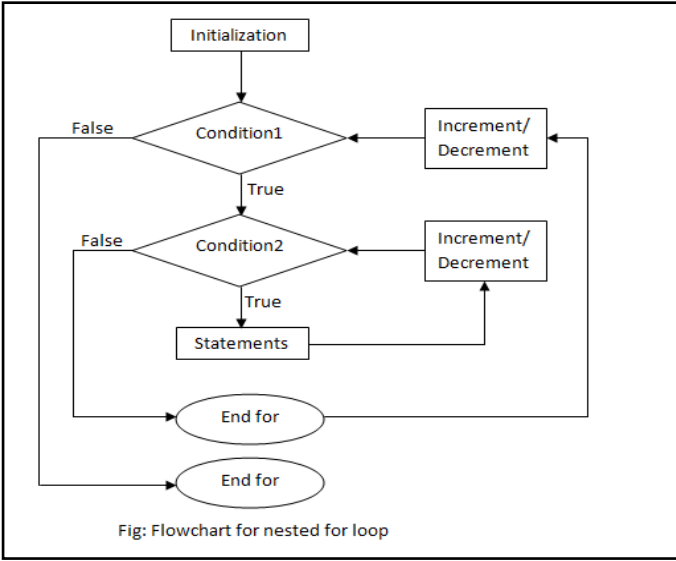 Initialization
False
Condition1
Increment/
Decrement
True
False
Condition2
Increment/
Decrement
True
Statements
End for
End for
Fig: Flowchart for nested for loop